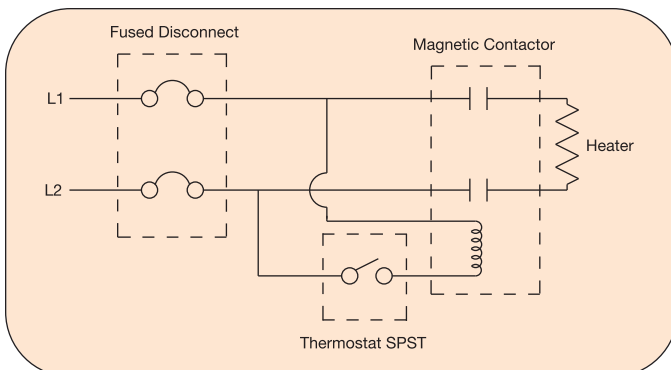 Fused Disconnect
Magnetic Contactor
L1
Heater
L2
Thermostat SPST